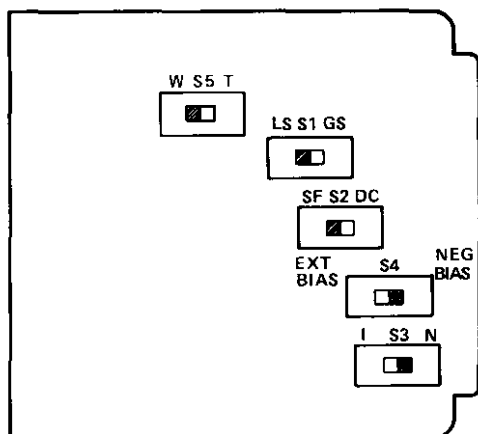 W S5 T
LS S1 GS
SF S2 DC
EXT BIAS
S4
NEG BIAS
I S3 N